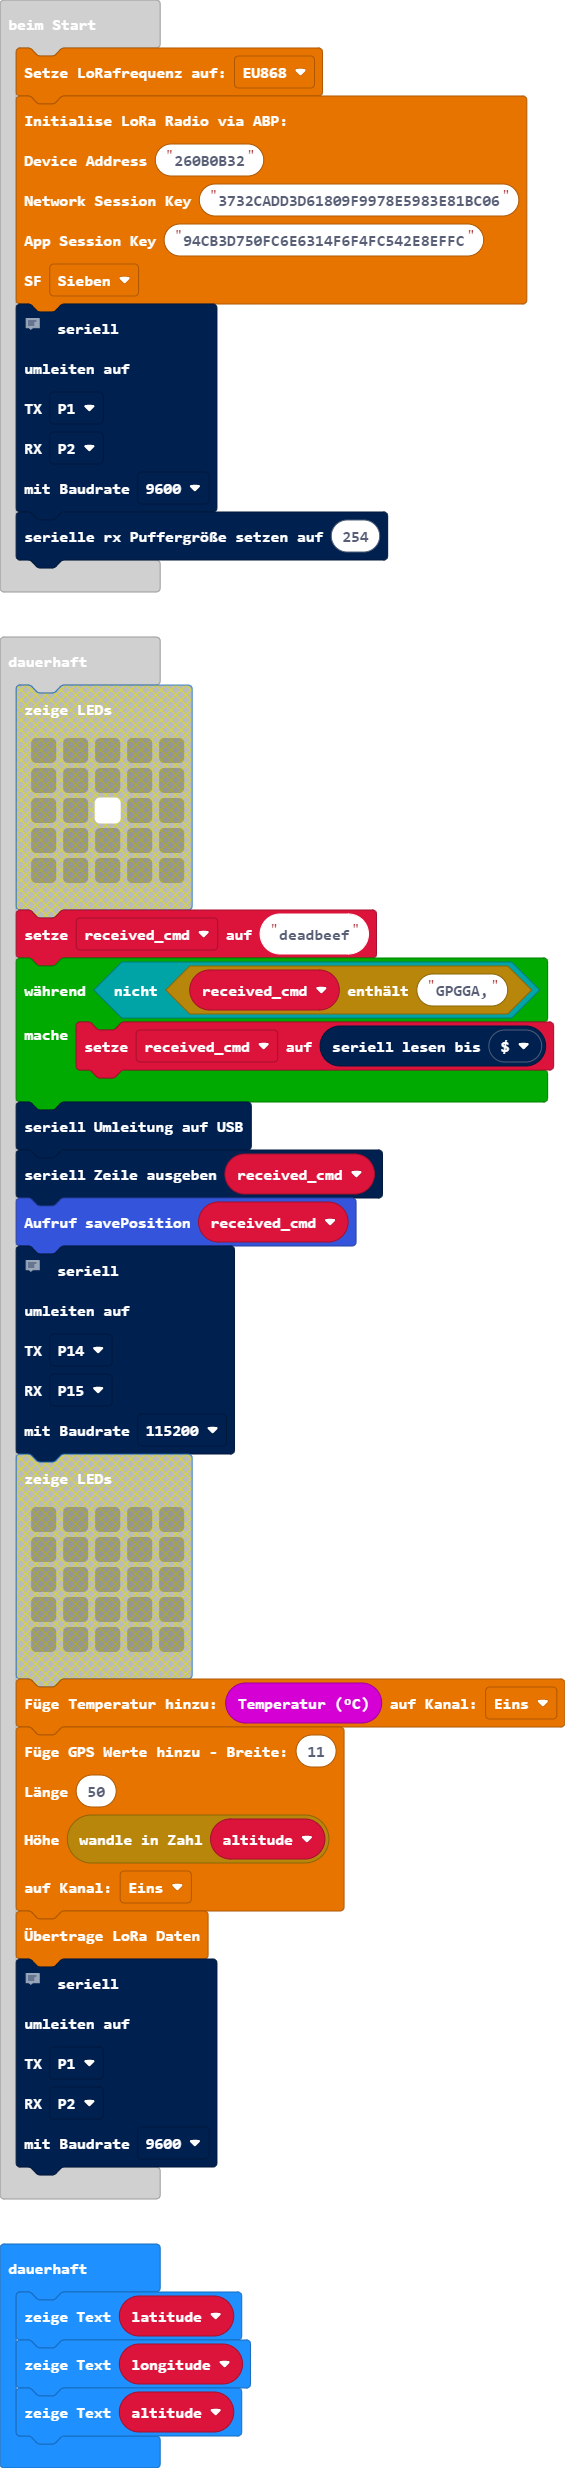 beim Start
Setze LoRafrequenz auf: EU868
Initialise LoRa Radio via ABP:
Device Address "260B0B32"
Network Session Key "3732CADD3D61809F9978E5983E81BC06"
App Session Key "94CB3D750FC6E6314F6F4FC542E8EFFC"
SF Sieben
seriell
umleiten auf
TX P1
RX P2
mit Baudrate 9600
serielle rx Puffergröße setzen auf 254
dauerhaft
zeige LEDs
setze received_cmd auf "deadbeef"
während nicht received_cmd enthält "GPGGA,"
mache setze received_cmd auf seriell lesen bis $
seriell Umleitung auf USB
seriell Zeile ausgeben received_cmd
Aufruf savePosition received_cmd
seriell
umleiten auf
TX P14
RX P15
mit Baudrate 115200
zeige LEDs
Füge Temperatur hinzu: Temperatur (°C) auf Kanal: Eins
Füge GPS Werte hinzu - Breite: 11
Länge 50
Höhe wandle in Zahl altitude
auf Kanal: Eins
Übertrage LoRa Daten
seriell
umleiten auf
TX P1
RX P2
mit Baudrate 9600
dauerhaft
zeige Text latitude
zeige Text longitude
zeige Text altitude